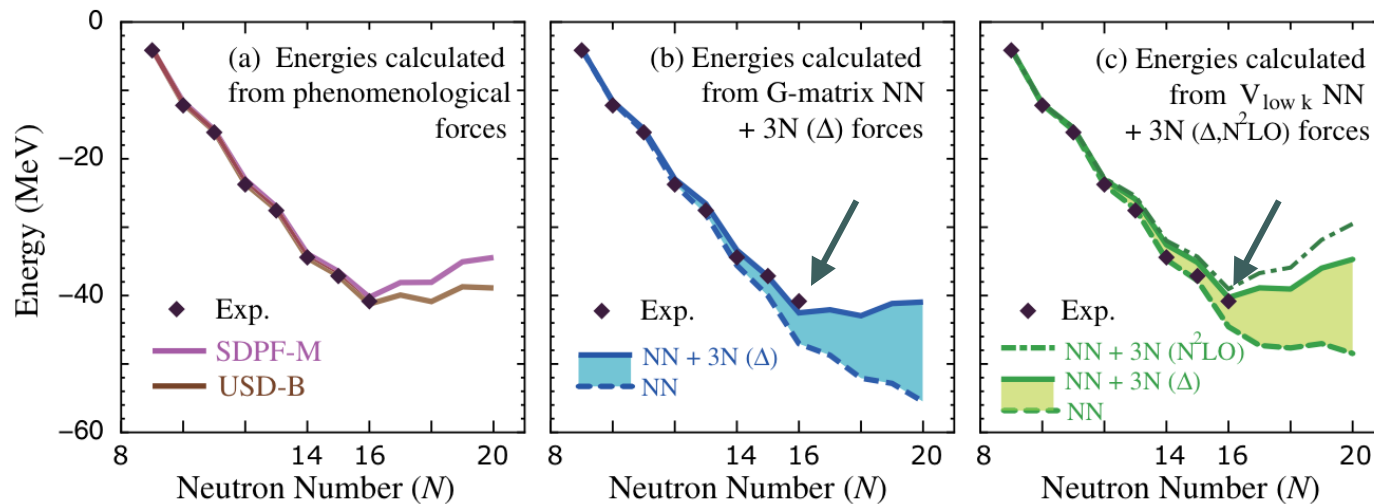 Energy (MeV)
0
−20
−40
−60
(a) Energies calculated
from phenomenological
forces
Exp.
SDPF-M
USD-B
8
14
16
20
Neutron Number (N)
(b) Energies calculated
from G-matrix NN
+ 3N (Δ) forces
Exp.
NN + 3N (Δ)
NN
8
14
16
20
Neutron Number (N)
(c) Energies calculated
from V low k NN
+ 3N (Δ,N²LO) forces
Exp.
NN + 3N (N²LO)
NN + 3N (Δ)
NN
8
14
16
20
Neutron Number (N)